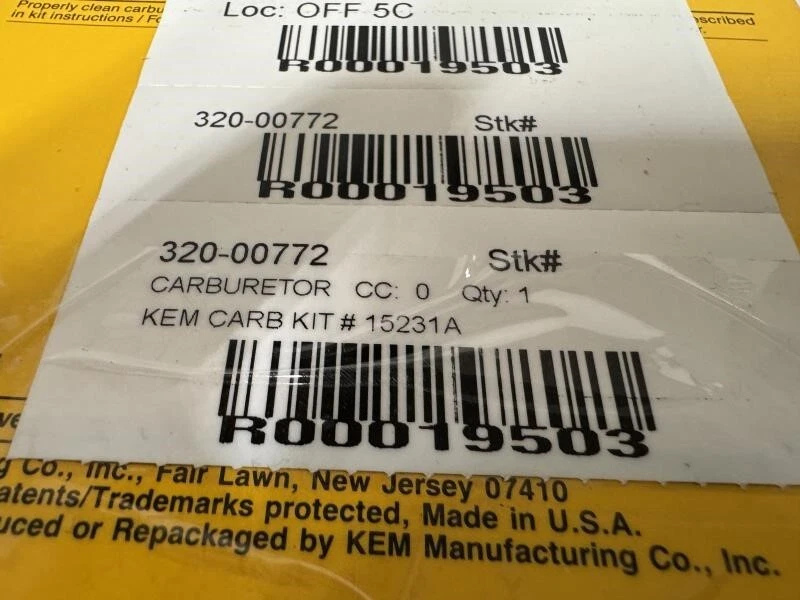 Properly clean carbu
in kit instructions / Fo
scribed
Loc: OFF 5C
R00019503
320-00772 Stk#
R00019503
320-00772 Stk#
CARBURETOR CC: 0 Qty: 1
KEM CARB KIT # 15231A
R00019503
g Co., Inc., Fair Lawn, New Jersey 07410
atents/Trademarks protected, Made in U.S.A.
uced or Repackaged by KEM Manufacturing Co., Inc.